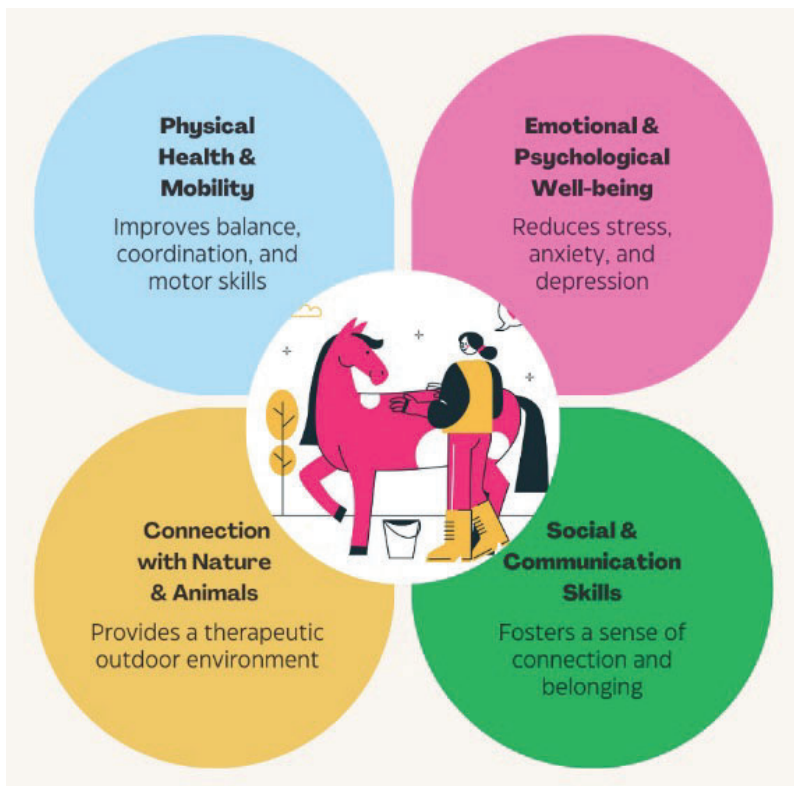 Physical
Health &
Mobility
Improves balance,
coordination, and
motor skills
Emotional &
Psychological
Well-being
Reduces stress,
anxiety, and
depression
Connection
with Nature
& Animals
Provides a therapeutic
outdoor environment
Social &
Communication
Skills
Fosters a sense of
connection and
belonging